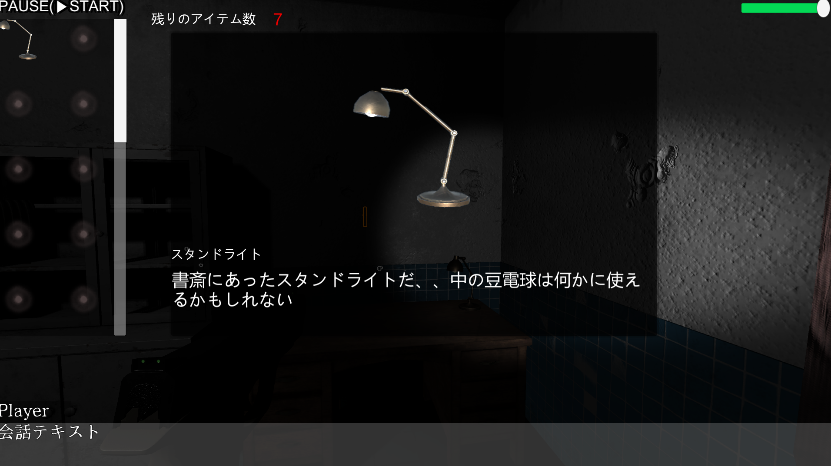 PAUSE(▶START)
残りのアイテム数 7
スタンドライト
書斎にあったスタンドライトだ、、中の豆電球は何かに使え
るかもしれない
Player
会話テキスト